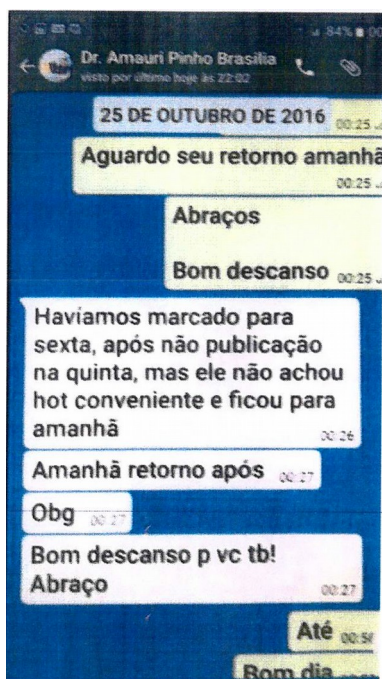 84%
Dr. Amauri Pinho Brasilia
visto por último hoje às 22:02
25 DE OUTUBRO DE 2016 00:25
Aguardo seu retorno amanhã
00:25
Abraços
Bom descanso 00:25
Havíamos marcado para
sexta, após não publicação
na quinta, mas ele não achou
hot conveniente e ficou para
amanhã
00:26
Amanhã retorno após 00:27
Obg 00:27
Bom descanso p vc tb!
Abraço
00:27
Até
Bom dia